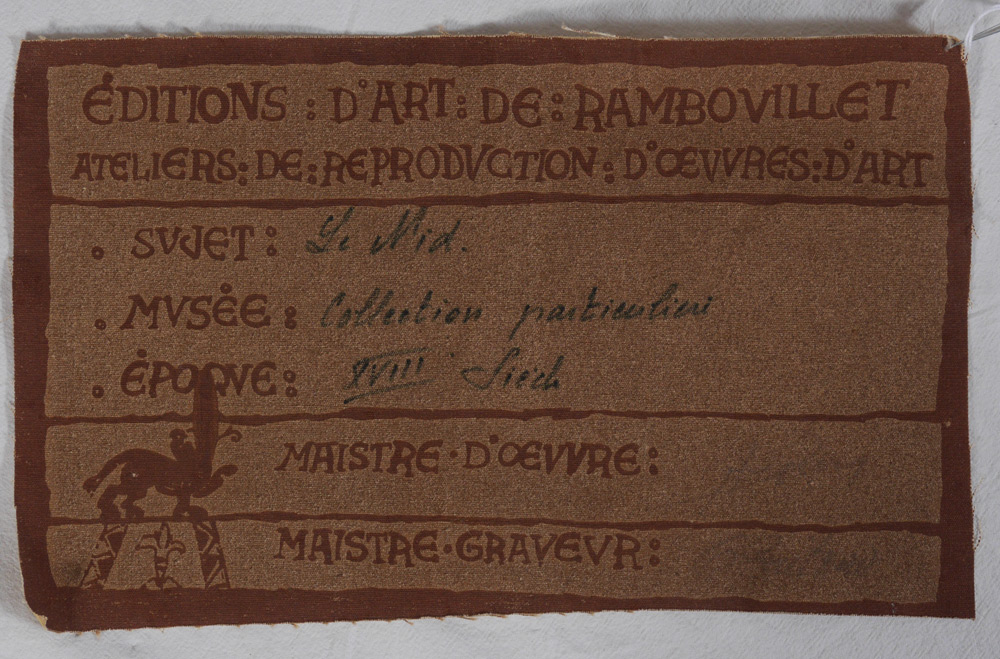 ÉDITIONS : D'ART : DE : RAMBOVILLET
ATELIERS : DE : REPRODVCTION : D'ŒVVRES : D'ART
. SVJET : Le Nid.
. MVSÉE : Collection particulière
. ÉPOQVE : XVIII Siècle
MAISTRE · D'ŒVVRE :
MAISTRE · GRAVEVR :